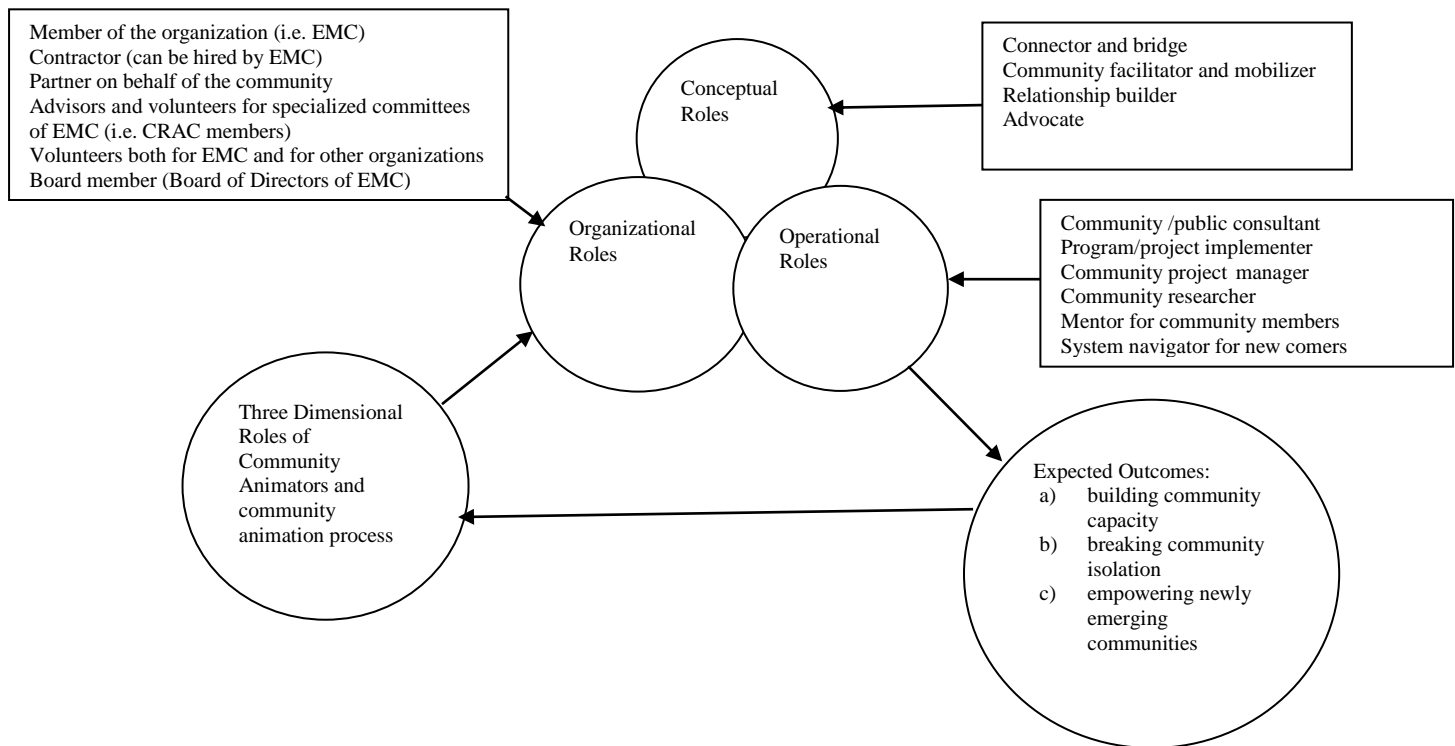 Member of the organization (i.e. EMC)
Contractor (can be hired by EMC)
Partner on behalf of the community
Advisors and volunteers for specialized committees
of EMC (i.e. CRAC members)
Volunteers both for EMC and for other organizations
Board member (Board of Directors of EMC)
Conceptual
Roles
Connector and bridge
Community facilitator and mobilizer
Relationship builder
Advocate
Organizational
Roles
Operational
Roles
Community /public consultant
Program/project implementer
Community project manager
Community researcher
Mentor for community members
System navigator for new comers
Three Dimensional
Roles of
Community
Animators and
community
animation process
Expected Outcomes:
a) building community
capacity
b) breaking community
isolation
c) empowering newly
emerging
communities